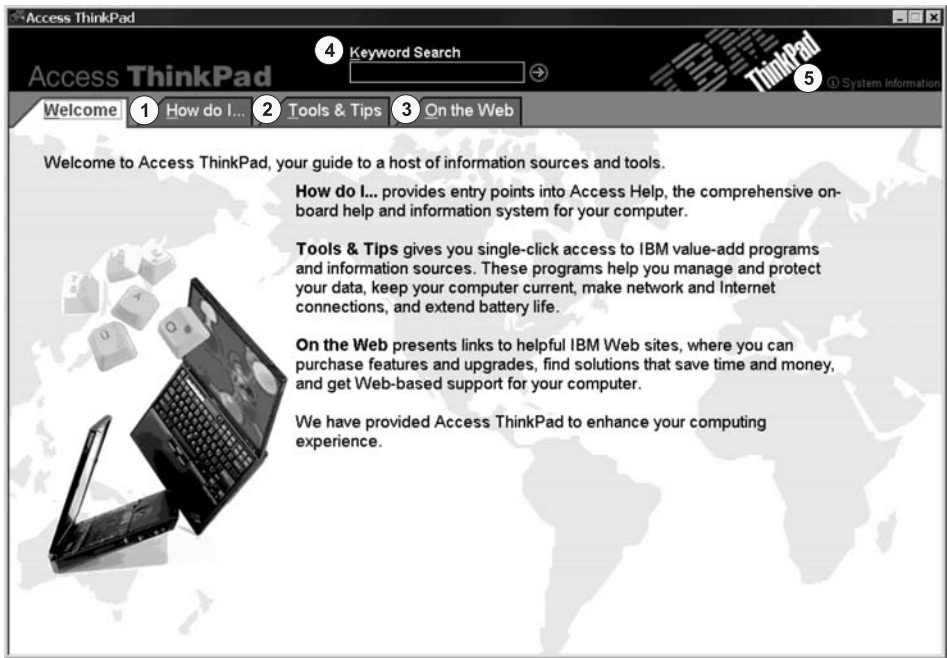 Access ThinkPad
4 Keyword Search
IBM
ThinkPad
Access ThinkPad
5 System Information
Welcome 1 How do I... 2 Tools & Tips 3 On the Web
Welcome to Access ThinkPad, your guide to a host of information sources and tools.
How do I... provides entry points into Access Help, the comprehensive on-
board help and information system for your computer.
Tools & Tips gives you single-click access to IBM value-add programs
and information sources. These programs help you manage and protect
your data, keep your computer current, make network and Internet
connections, and extend battery life.
On the Web presents links to helpful IBM Web sites, where you can
purchase features and upgrades, find solutions that save time and money,
and get Web-based support for your computer.
We have provided Access ThinkPad to enhance your computing
experience.